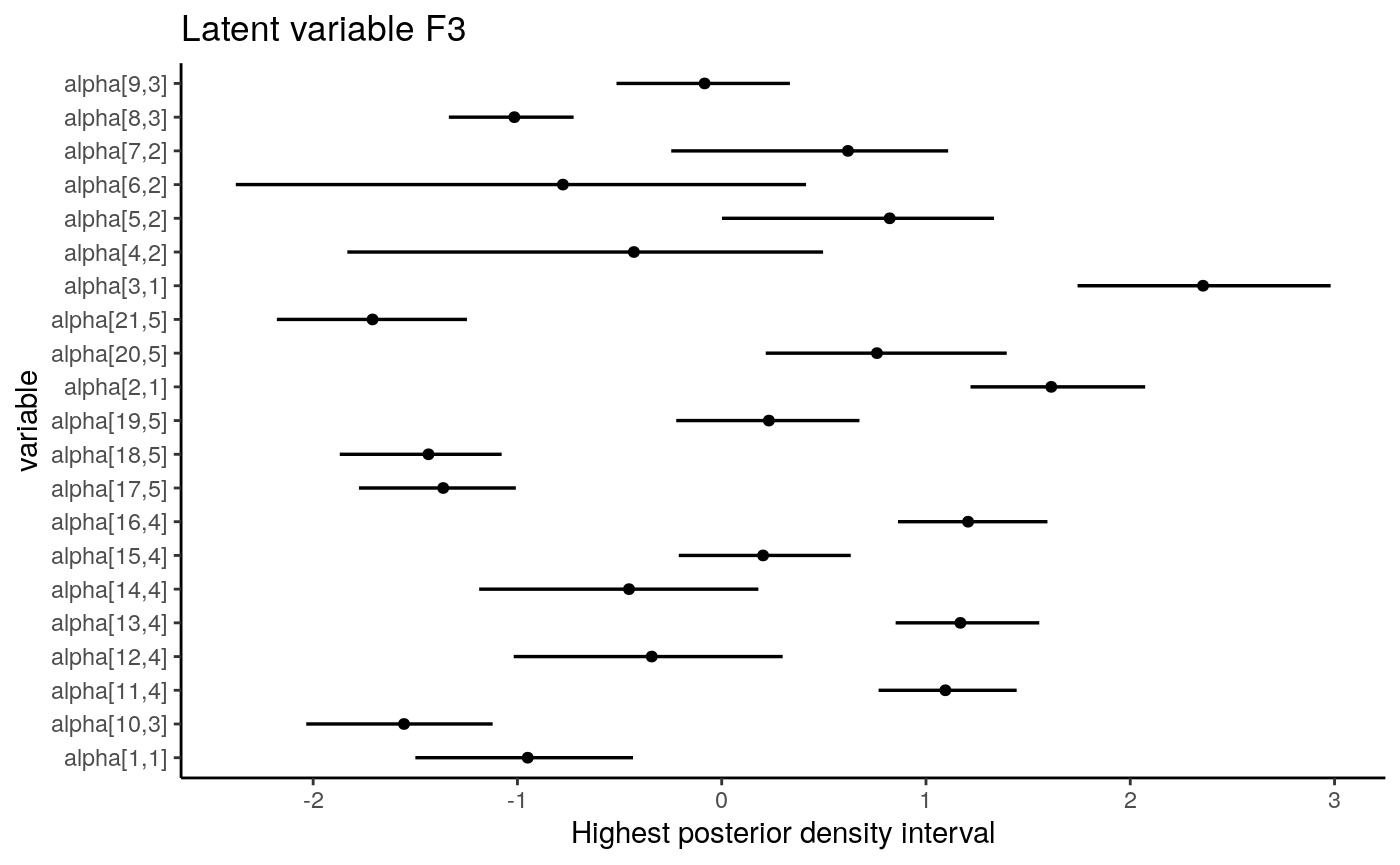 Latent variable F3
variable
alpha[9,3]
alpha[8,3]
alpha[7,2]
alpha[6,2]
alpha[5,2]
alpha[4,2]
alpha[3,1]
alpha[21,5]
alpha[20,5]
alpha[2,1]
alpha[19,5]
alpha[18,5]
alpha[17,5]
alpha[16,4]
alpha[15,4]
alpha[14,4]
alpha[13,4]
alpha[12,4]
alpha[11,4]
alpha[10,3]
alpha[1,1]
-2 -1 0 1 2 3
Highest posterior density interval